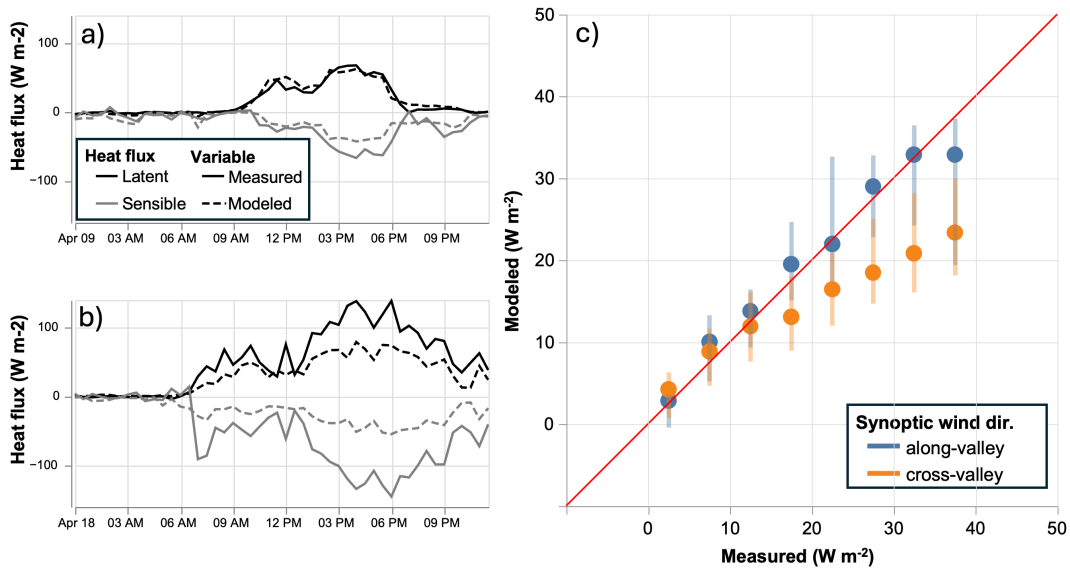 a)
Heat flux (W m-2)
100
0
−100
Heat flux Variable
Latent Measured
Sensible Modeled
Apr 09 03 AM 06 AM 09 AM 12 PM 03 PM 06 PM 09 PM
b)
Heat flux (W m-2)
100
0
−100
Apr 18 03 AM 06 AM 09 AM 12 PM 03 PM 06 PM 09 PM
c)
Modeled (W m⁻²)
50
40
30
20
10
0
Synoptic wind dir.
along-valley
cross-valley
0 10 20 30 40 50
Measured (W m⁻²)